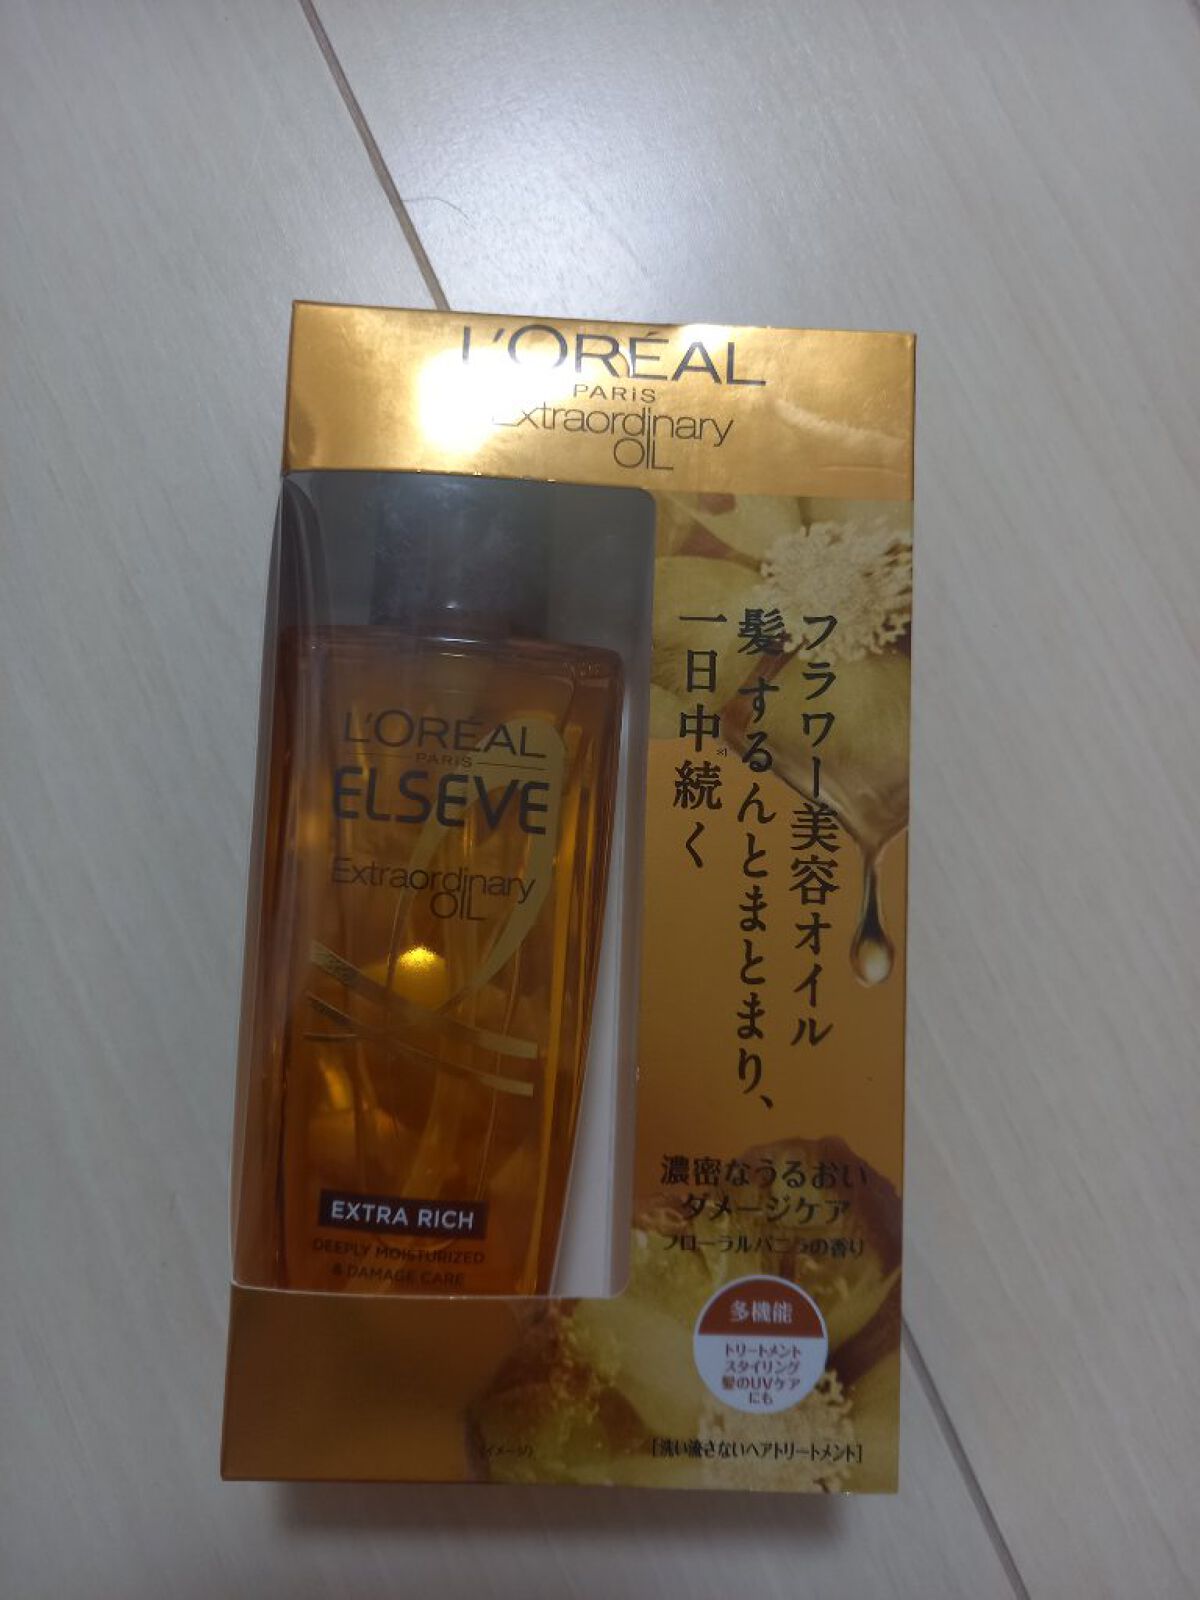 L'ORÉAL
PARIS
Extraordinary
OIL
L'ORÉAL
PARIS
ELSEVE
Extraordinary
OIL
EXTRA RICH
DEEPLY MOISTURIZED
& DAMAGE CARE
フラワー美容オイル
髪するんとまとまり、
一日中※1続く
濃密なうるおい
ダメージケア
フローラルバニラの香り
多機能
トリートメント
スタイリング
髪のUVケア
にも
(イメージ)
[洗い流さないヘアトリートメント]